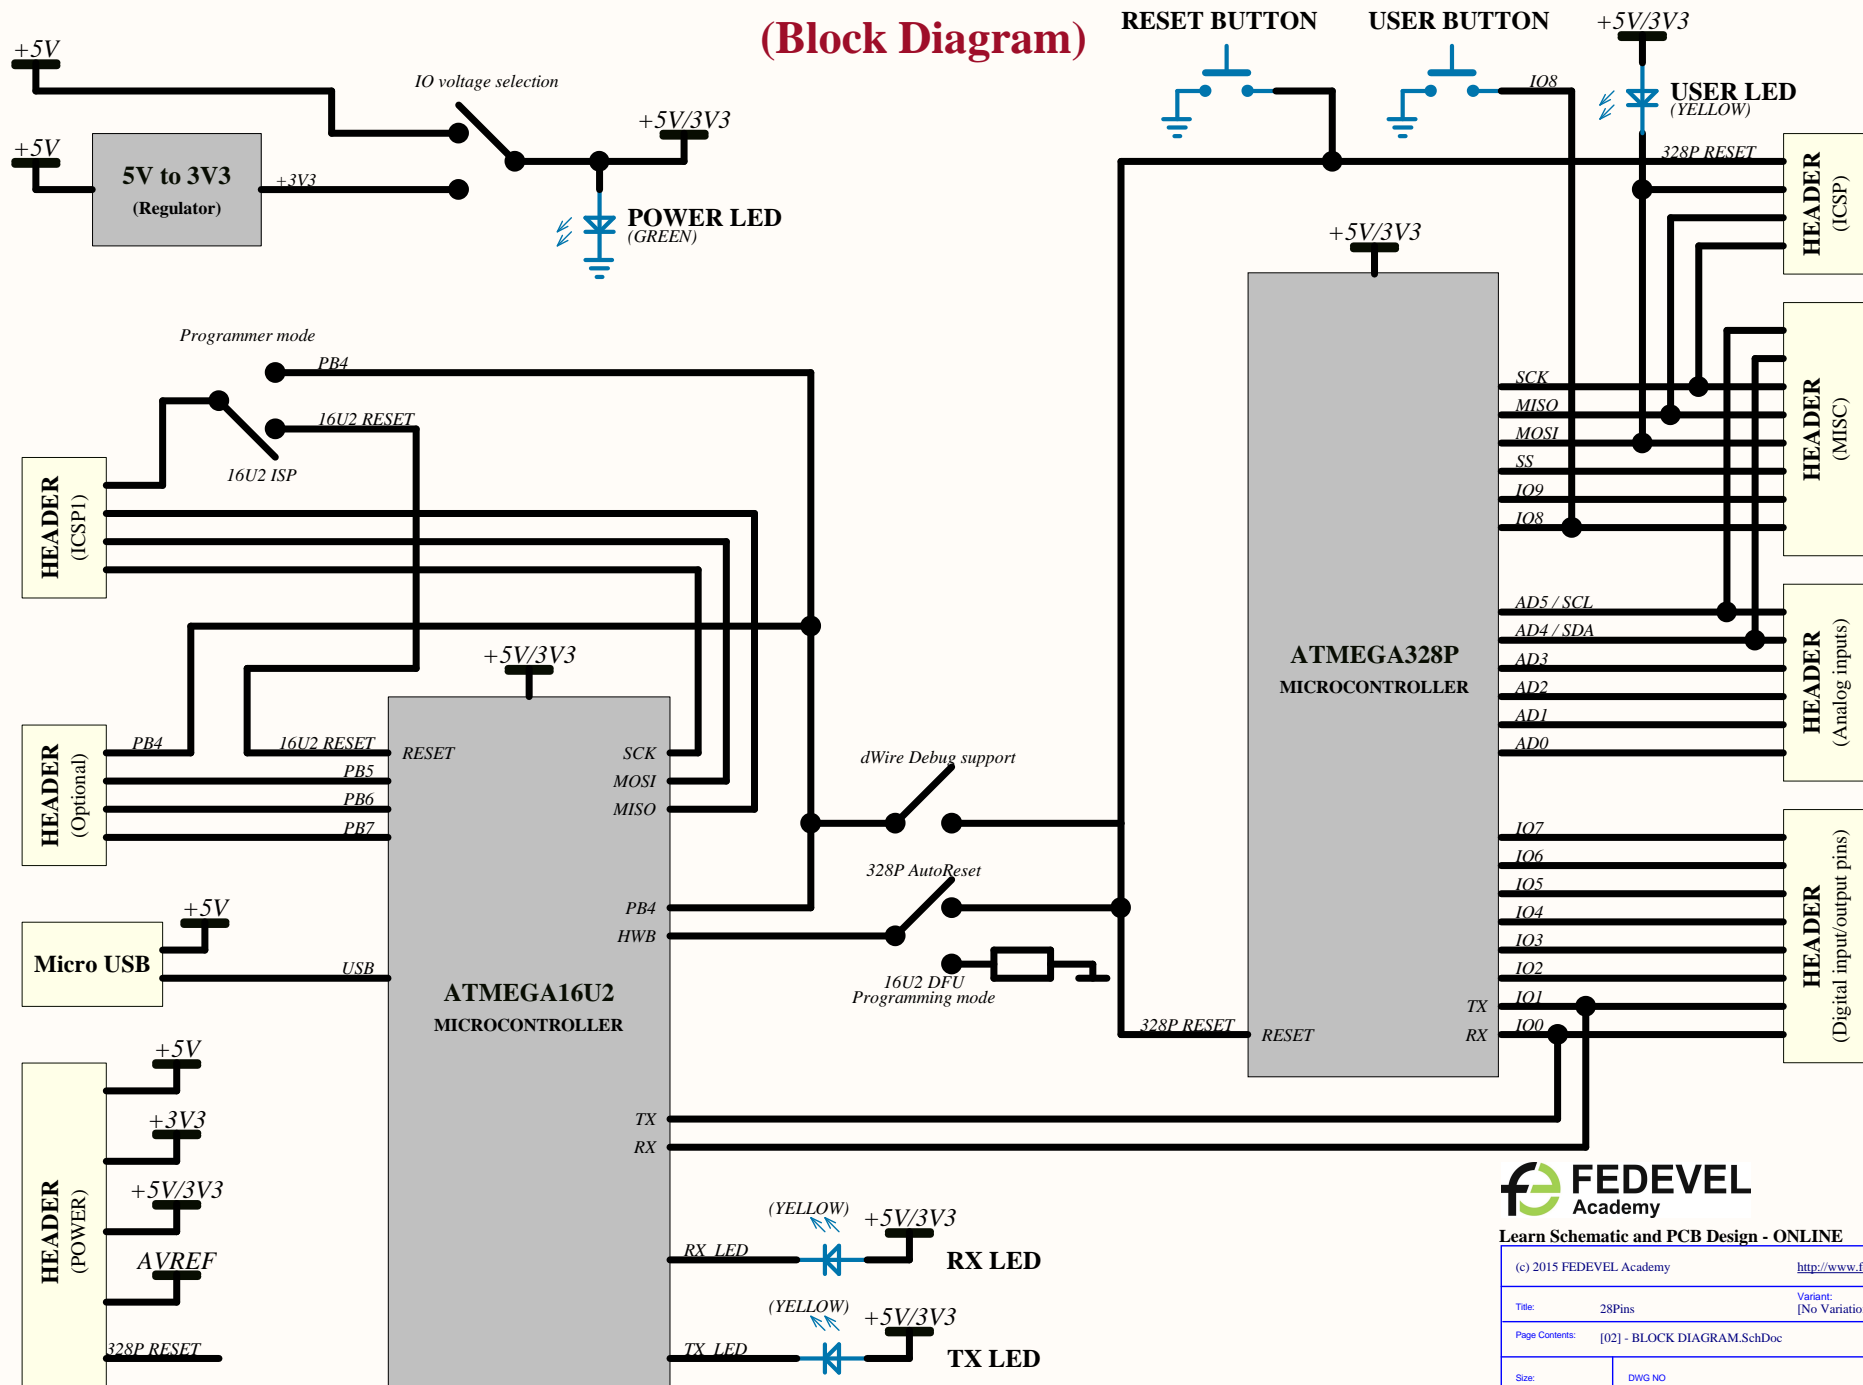 (Block Diagram)
RESET BUTTON
USER BUTTON
+5V/3V3
+5V
IO voltage selection
IO8
USER LED
(YELLOW)
+5V/3V3
+5V
5V to 3V3
(Regulator)
+3V3
328P RESET
HEADER
(ICSP)
POWER LED
(GREEN)
+5V/3V3
Programmer mode
PB4
16U2 RESET
16U2 ISP
HEADER
(ICSP1)
SCK
MISO
MOSI
SS
IO9
IO8
HEADER
(MISC)
AD5 / SCL
AD4 / SDA
AD3
AD2
AD1
AD0
HEADER
(Analog inputs)
ATMEGA328P
MICROCONTROLLER
+5V/3V3
HEADER
(Optional)
PB4
16U2 RESET
PB5
PB6
PB7
RESET
SCK
MOSI
MISO
dWire Debug support
328P AutoReset
PB4
HWB
16U2 DFU
Programming mode
IO7
IO6
IO5
IO4
IO3
IO2
TX
IO1
RX
IO0
HEADER
(Digital input/output pins)
+5V
Micro USB
USB
ATMEGA16U2
MICROCONTROLLER
328P RESET
RESET
+5V
+3V3
+5V/3V3
AVREF
328P RESET
HEADER
(POWER)
TX
RX
(YELLOW)
+5V/3V3
RX_LED
RX LED
(YELLOW)
+5V/3V3
TX_LED
TX LED
FEDEVEL
Academy
Learn Schematic and PCB Design - ONLINE
(c) 2015 FEDEVEL Academy
http://www.f
Title:
28Pins
Variant:
[No Variatio
Page Contents:
[02] - BLOCK DIAGRAM.SchDoc
Size:
DWG NO